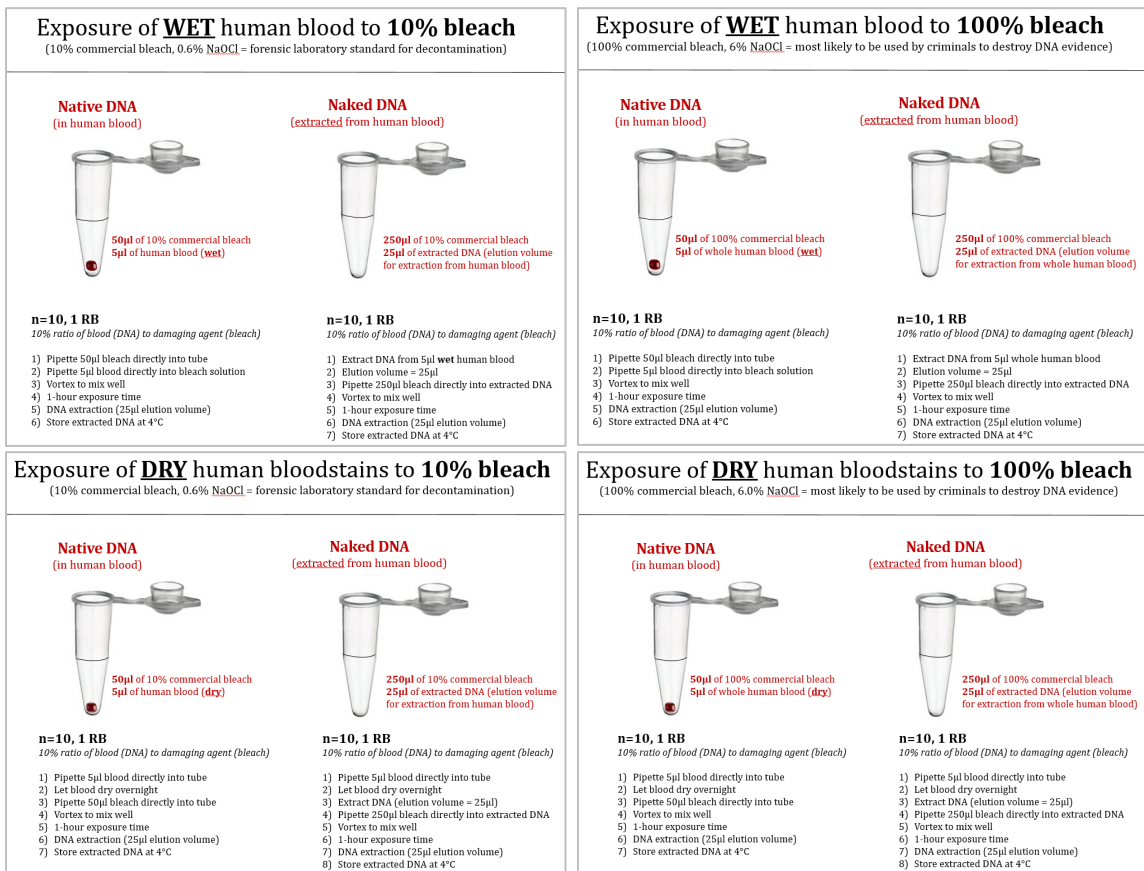 Exposure of WET human blood to 10% bleach
(10% commercial bleach, 0.6% NaOCl = forensic laboratory standard for decontamination)
Native DNA
(in human blood)
50µl of 10% commercial bleach
5µl of human blood (wet)
n=10, 1 RB
10% ratio of blood (DNA) to damaging agent (bleach)
1) Pipette 50µl bleach directly into tube
2) Pipette 5µl blood directly into bleach solution
3) Vortex to mix well
4) 1-hour exposure time
5) DNA extraction (25µl elution volume)
6) Store extracted DNA at 4°C
Naked DNA
(extracted from human blood)
250µl of 10% commercial bleach
25µl of extracted DNA (elution volume
for extraction from human blood)
n=10, 1 RB
10% ratio of blood (DNA) to damaging agent (bleach)
1) Extract DNA from 5µl wet human blood
2) Elution volume = 25µl
3) Pipette 250µl bleach directly into extracted DNA
4) Vortex to mix well
5) 1-hour exposure time
6) DNA extraction (25µl elution volume)
7) Store extracted DNA at 4°C
Exposure of WET human blood to 100% bleach
(100% commercial bleach, 6% NaOCl = most likely to be used by criminals to destroy DNA evidence)
Native DNA
(in human blood)
50µl of 100% commercial bleach
5µl of whole human blood (wet)
n=10, 1 RB
10% ratio of blood (DNA) to damaging agent (bleach)
1) Pipette 50µl bleach directly into tube
2) Pipette 5µl blood directly into bleach solution
3) Vortex to mix well
4) 1-hour exposure time
5) DNA extraction (25µl elution volume)
6) Store extracted DNA at 4°C
Naked DNA
(extracted from human blood)
250µl of 100% commercial bleach
25µl of extracted DNA (elution volume
for extraction from whole human blood)
n=10, 1 RB
10% ratio of blood (DNA) to damaging agent (bleach)
1) Extract DNA from 5µl whole human blood
2) Elution volume = 25µl
3) Pipette 250µl bleach directly into extracted DNA
4) Vortex to mix well
5) 1-hour exposure time
6) DNA extraction (25µl elution volume)
7) Store extracted DNA at 4°C
Exposure of DRY human bloodstains to 10% bleach
(10% commercial bleach, 0.6% NaOCl = forensic laboratory standard for decontamination)
Native DNA
(in human blood)
50µl of 10% commercial bleach
5µl of human blood (dry)
n=10, 1 RB
10% ratio of blood (DNA) to damaging agent (bleach)
1) Pipette 5µl blood directly into tube
2) Let blood dry overnight
3) Pipette 50µl bleach directly into tube
4) Vortex to mix well
5) 1-hour exposure time
6) DNA extraction (25µl elution volume)
7) Store extracted DNA at 4°C
Naked DNA
(extracted from human blood)
250µl of 10% commercial bleach
25µl of extracted DNA (elution volume
for extraction from human blood)
n=10, 1 RB
10% ratio of blood (DNA) to damaging agent (bleach)
1) Pipette 5µl blood directly into tube
2) Let blood dry overnight
3) Extract DNA (elution volume = 25µl)
4) Pipette 250µl bleach directly into extracted DNA
5) Vortex to mix well
6) 1-hour exposure time
7) DNA extraction (25µl elution volume)
8) Store extracted DNA at 4°C
Exposure of DRY human bloodstains to 100% bleach
(100% commercial bleach, 6.0% NaOCl = most likely to be used by criminals to destroy DNA evidence)
Native DNA
(in human blood)
50µl of 100% commercial bleach
5µl of whole human blood (dry)
n=10, 1 RB
10% ratio of blood (DNA) to damaging agent (bleach)
1) Pipette 5µl blood directly into tube
2) Let blood dry overnight
3) Pipette 50µl bleach directly into tube
4) Vortex to mix well
5) 1-hour exposure time
6) DNA extraction (25µl elution volume)
7) Store extracted DNA at 4°C
Naked DNA
(extracted from human blood)
250µl of 100% commercial bleach
25µl of extracted DNA (elution volume
for extraction from whole human blood)
n=10, 1 RB
10% ratio of blood (DNA) to damaging agent (bleach)
1) Pipette 5µl blood directly into tube
2) Let blood dry overnight
3) Extract DNA (elution volume = 25µl)
4) Pipette 250µl bleach directly into extracted DNA
5) Vortex to mix well
6) 1-hour exposure time
7) DNA extraction (25µl elution volume)
8) Store extracted DNA at 4°C